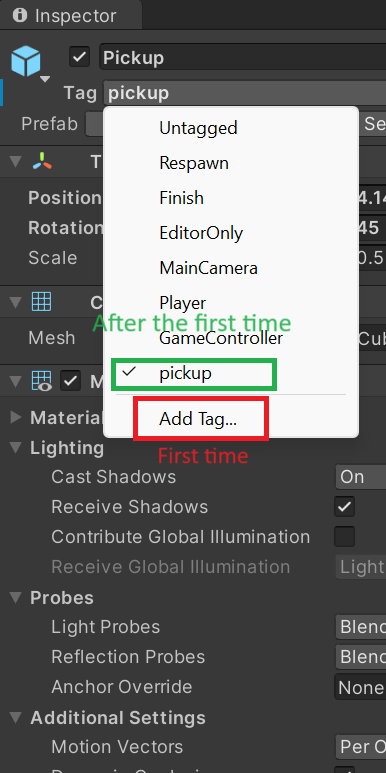 Inspector
Pickup
Tag pickup
Untagged
Prefab Se
Respawn
T
Finish
Position 4.14
EditorOnly
Rotation 45
MainCamera
Scale 0.5
Player
C
After the first time
Mesh GameController Cub
pickup
M
Add Tag...
Material
First time
Lighting
Cast Shadows On
Receive Shadows
Contribute Global Illumination
Receive Global Illumination Light
Probes
Light Probes Blend
Reflection Probes Blend
Anchor Override None
Additional Settings
Motion Vectors Per O